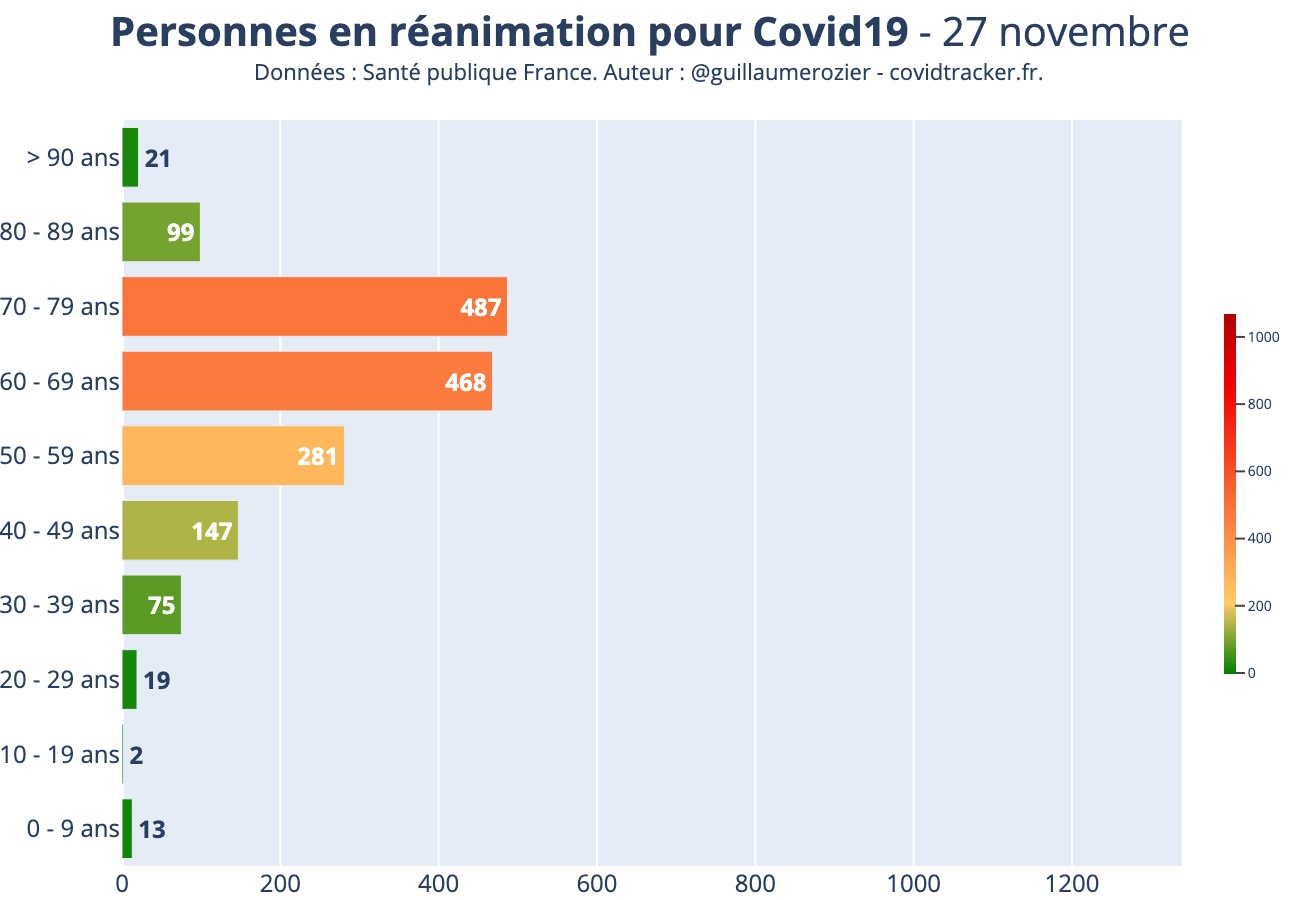 Personnes en réanimation pour Covid19 - 27 novembre
Données : Santé publique France. Auteur : @guillaumerozier - covidtracker.fr.
> 90 ans 21
80 - 89 ans 99
70 - 79 ans 487
60 - 69 ans 468
50 - 59 ans 281
40 - 49 ans 147
30 - 39 ans 75
20 - 29 ans 19
10 - 19 ans 2
0 - 9 ans 13
0 200 400 600 800 1000 1200
1000
800
600
400
200
0